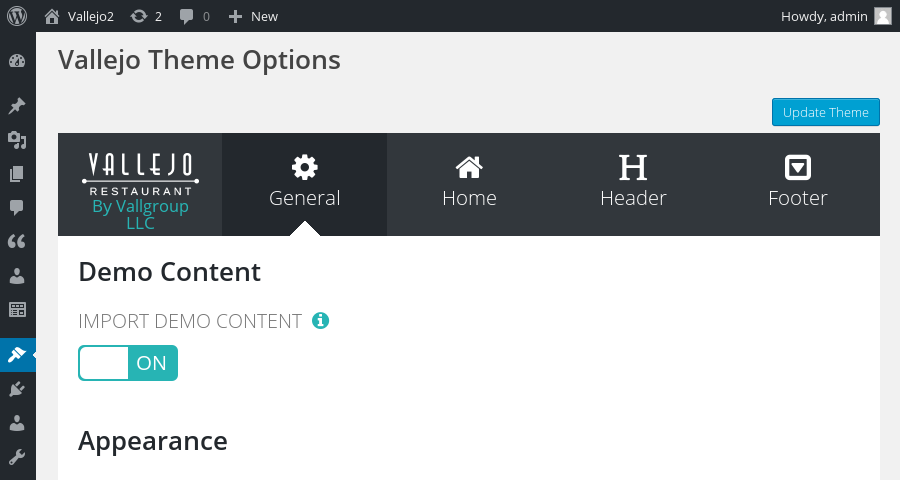 Vallejo2
2
0
New
Howdy, admin
Vallejo Theme Options
Update Theme
VALLEJO
RESTAURANT
By Vallgroup
LLC
General
Home
H
Header
Footer
Demo Content
IMPORT DEMO CONTENT
ON
Appearance